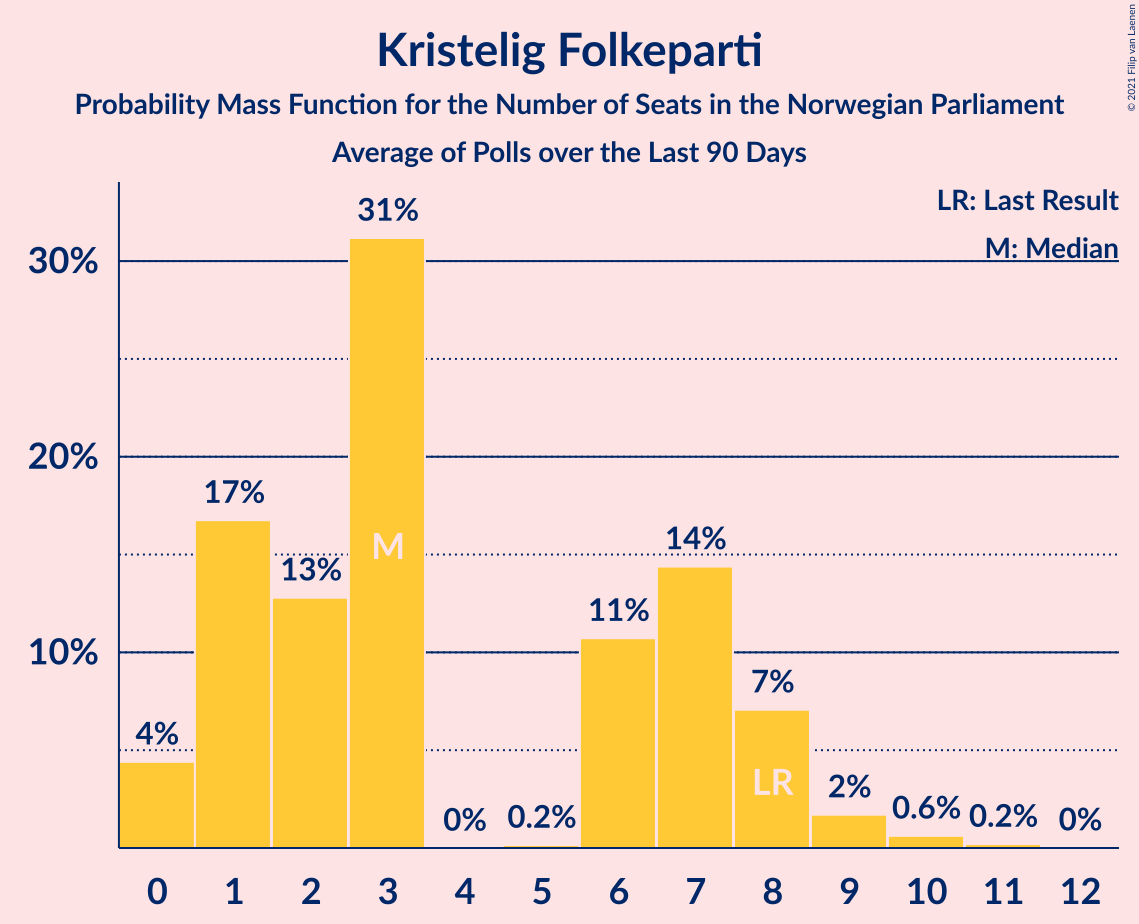 Kristelig Folkeparti
Probability Mass Function for the Number of Seats in the Norwegian Parliament
Average of Polls over the Last 90 Days
© 2021 Filip van Laenen
LR: Last Result
M: Median
30%
20%
10%
4%
17%
13%
31%
M
0%
0.2%
11%
14%
7%
LR
2%
0.6%
0.2%
0%
0 1 2 3 4 5 6 7 8 9 10 11 12